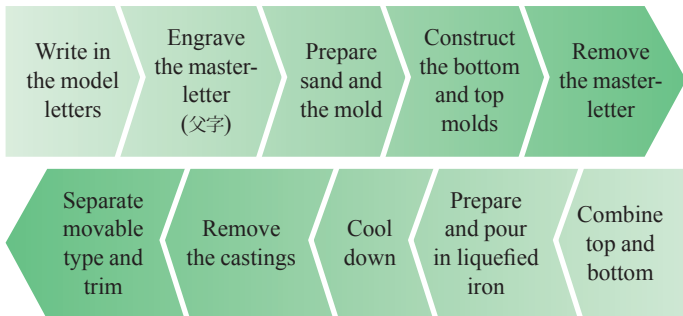 Write in
the model
letters
Engrave
the master-
letter
(父字)
Prepare
sand and
the mold
Construct
the bottom
and top
molds
Remove
the master-
letter
Combine
top and
bottom
Prepare
and pour
in liquefied
iron
Cool
down
Remove
the castings
Separate
movable
type and
trim